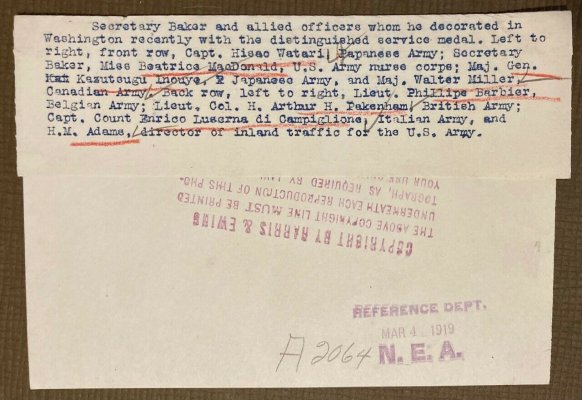 Secretary Baker and allied officers whom he decorated in
Washington recently with the distinguished service medal. Left to
right, front row, Capt. Hisao Watari, Japanese Army; Secretary
Baker, Miss Beatrice MacDonald, U.S. Army nurse corps; Maj. Gen.
Kazutsugu Inouye, Japanese Army, and Maj. Walter Miller,
Canadian Army. Back row, left to right, Lieut. Phillipe Barbier,
Belgian Army; Lieut. Col. H. Arthur H. Pakenham, British Army;
Capt. Count Enrico Luserna di Campiglione, Italian Army, and
H.M. Adams, director of inland traffic for the U.S. Army.
COPYRIGHT BY HARRIS & EWING
THE ABOVE COPYRIGHT LINE MUST BE PRINTED
UNDERNEATH EACH REPRODUCTION OF THIS PHO-
TOGRAPH, AS REQUIRED BY LAW
YOUR USE
REFERENCE DEPT.
MAR 4 1919
N. E. A.
A 2064